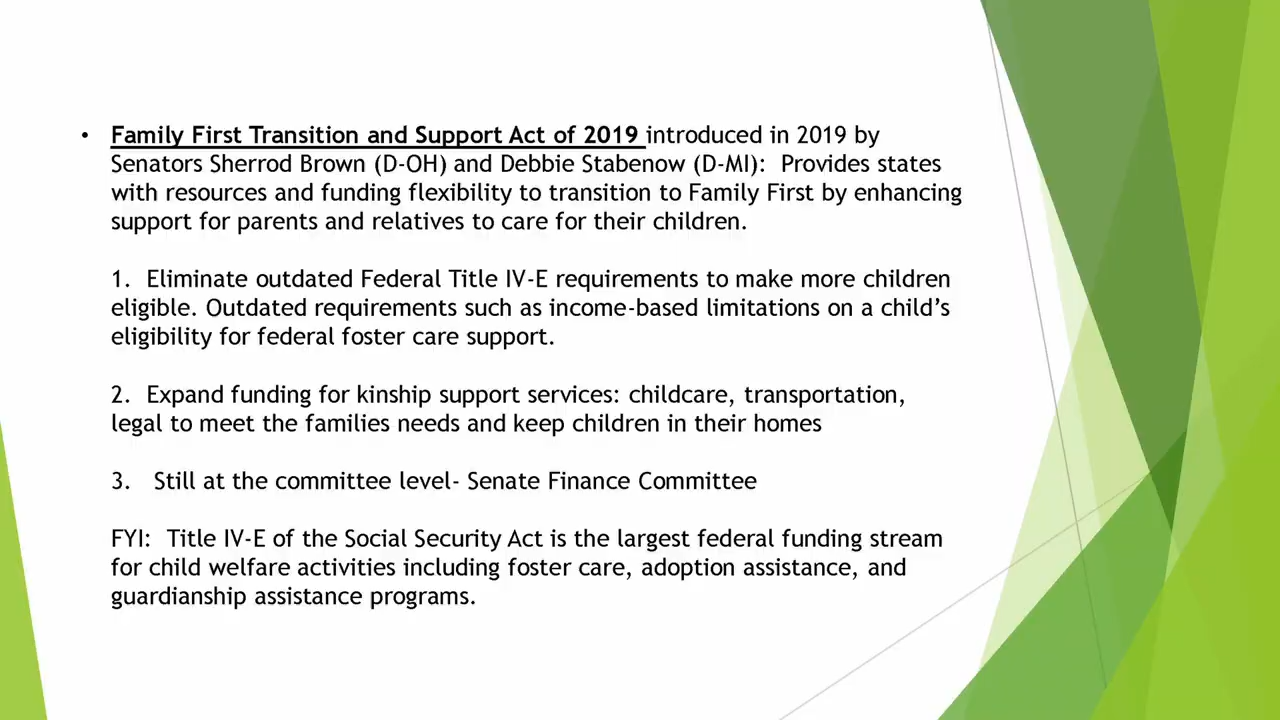 • Family First Transition and Support Act of 2019 introduced in 2019 by
Senators Sherrod Brown (D-OH) and Debbie Stabenow (D-MI):  Provides states
with resources and funding flexibility to transition to Family First by enhancing
support for parents and relatives to care for their children.
1.  Eliminate outdated Federal Title IV-E requirements to make more children
eligible. Outdated requirements such as income-based limitations on a child’s
eligibility for federal foster care support.
2.  Expand funding for kinship support services: childcare, transportation,
legal to meet the families needs and keep children in their homes
3.   Still at the committee level- Senate Finance Committee
FYI:  Title IV-E of the Social Security Act is the largest federal funding stream
for child welfare activities including foster care, adoption assistance, and
guardianship assistance programs.